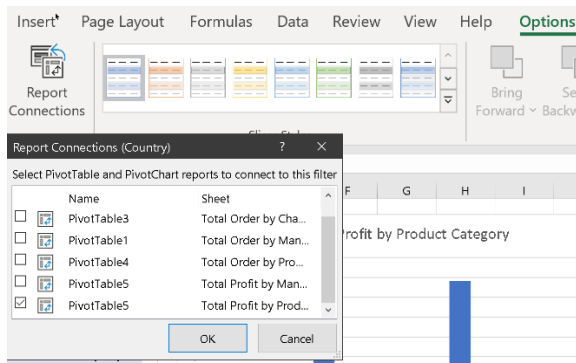 Insert Page Layout Formulas Data Review View Help Options
Report Connections
Bring Forward
Report Connections (Country) ? ×
Select PivotTable and PivotChart reports to connect to this filter
Name Sheet
PivotTable3 Total Order by Cha...
PivotTable1 Total Order by Man...
PivotTable4 Total Order by Pro...
PivotTable5 Total Profit by Man...
PivotTable5 Total Profit by Prod...
OK Cancel
F G H I
Profit by Product Category